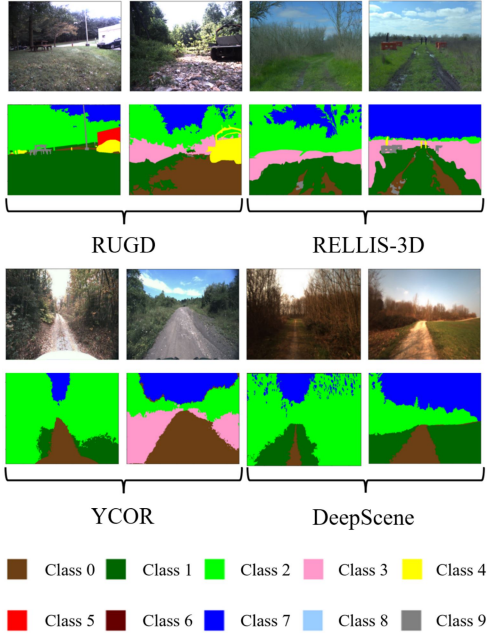 RUGD
RELLIS-3D
YCOR
DeepScene
Class 0
Class 1
Class 2
Class 3
Class 4
Class 5
Class 6
Class 7
Class 8
Class 9